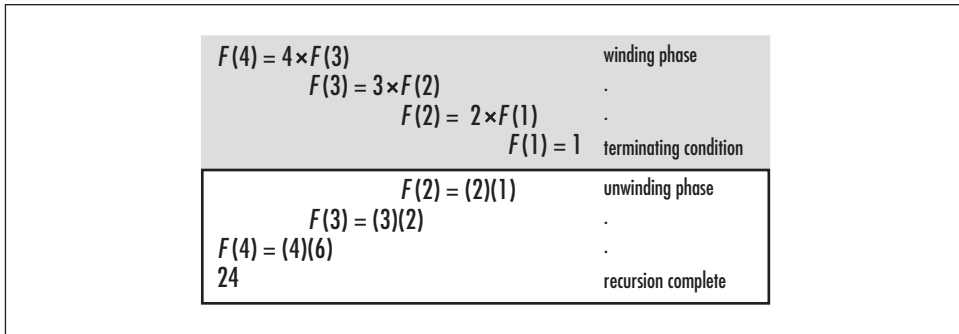 F(4) = 4×F(3) winding phase
F(3) = 3×F(2) .
F(2) = 2×F(1) .
F(1) = 1 terminating condition
F(2) = (2)(1) unwinding phase
F(3) = (3)(2) .
F(4) = (4)(6) .
24 recursion complete